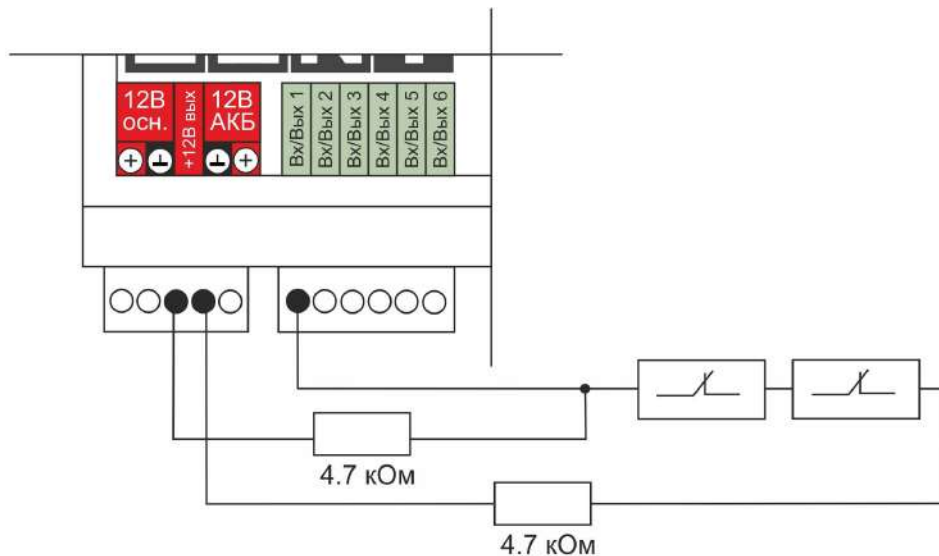 12В
осн.
+12В вых
12В
АКБ
Вх/Вых 1
Вх/Вых 2
Вх/Вых 3
Вх/Вых 4
Вх/Вых 5
Вх/Вых 6
4.7 кОм
4.7 кОм